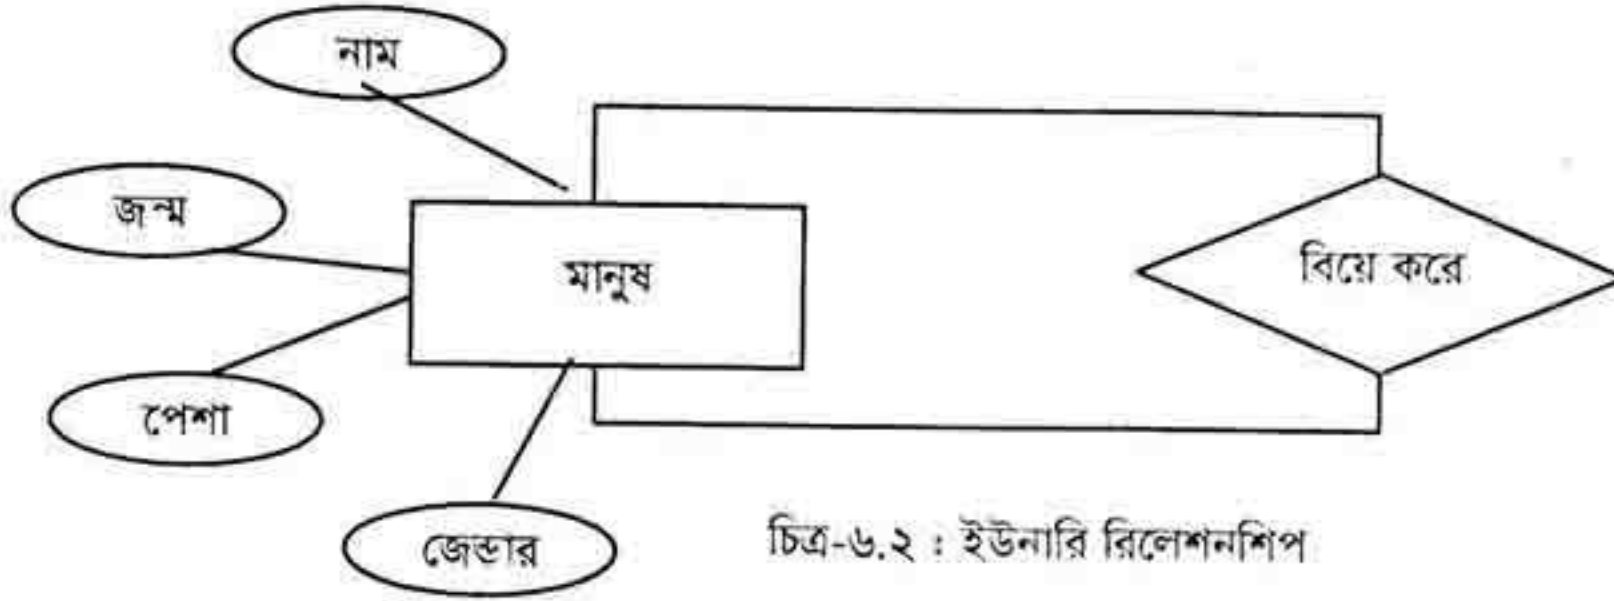 নাম
জন্ম
মানুষ
বিয়ে করে
পেশা
জেন্ডার
চিত্র-৬.২ : ইউনারি রিলেশনশিপ